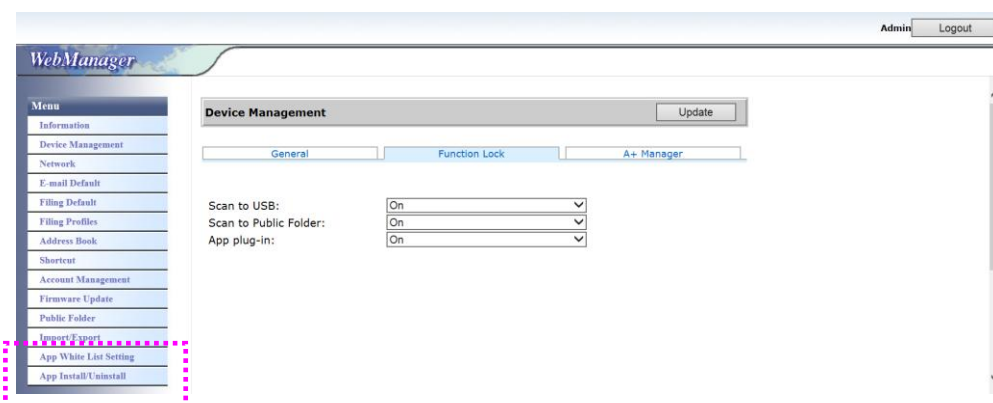 Admin Logout
WebManager
Menu
Information
Device Management
Network
E-mail Default
Filing Default
Filing Profiles
Address Book
Shortcut
Account Management
Firmware Update
Public Folder
Import/Export
App White List Setting
App Install/Uninstall
Device Management Update
General Function Lock A+ Manager
Scan to USB: On
Scan to Public Folder: On
App plug-in: On